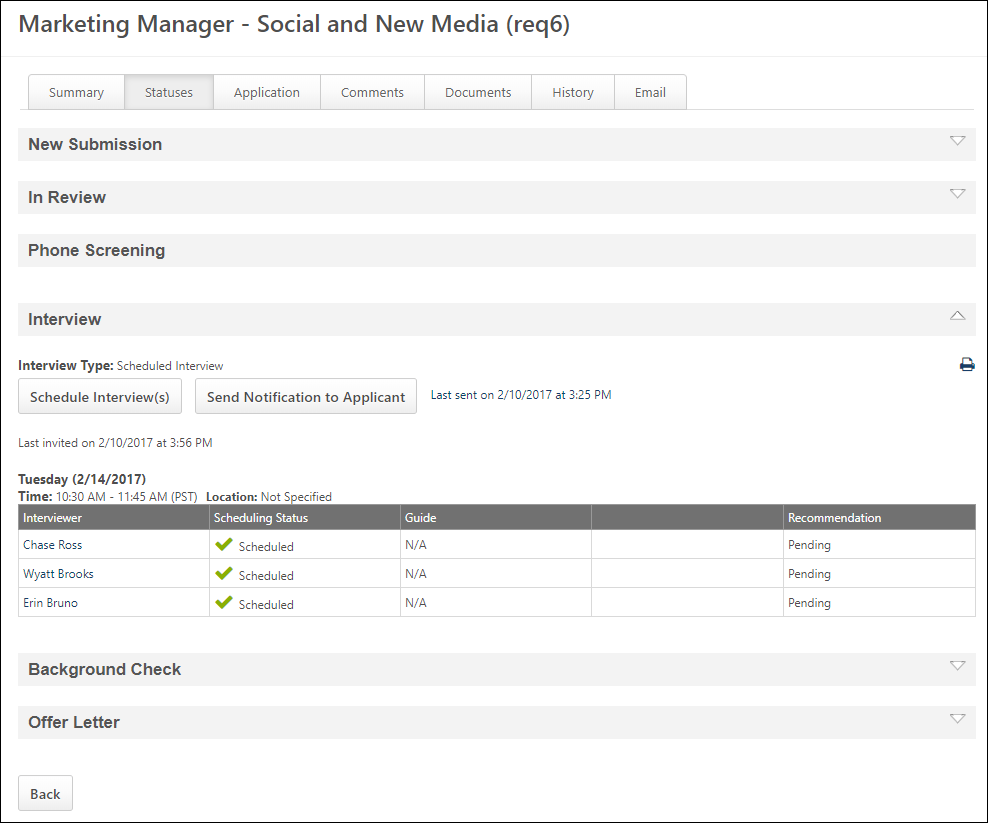 Marketing Manager - Social and New Media (req6)
Summary Statuses Application Comments Documents History Email
New Submission
In Review
Phone Screening
Interview
Interview Type: Scheduled Interview
Schedule Interview(s) Send Notification to Applicant Last sent on 2/10/2017 at 3:25 PM
Last invited on 2/10/2017 at 3:56 PM
Tuesday (2/14/2017)
Time: 10:30 AM - 11:45 AM (PST) Location: Not Specified
Interviewer Scheduling Status Guide Recommendation
Chase Ross Scheduled N/A Pending
Wyatt Brooks Scheduled N/A Pending
Erin Bruno Scheduled N/A Pending
Background Check
Offer Letter
Back